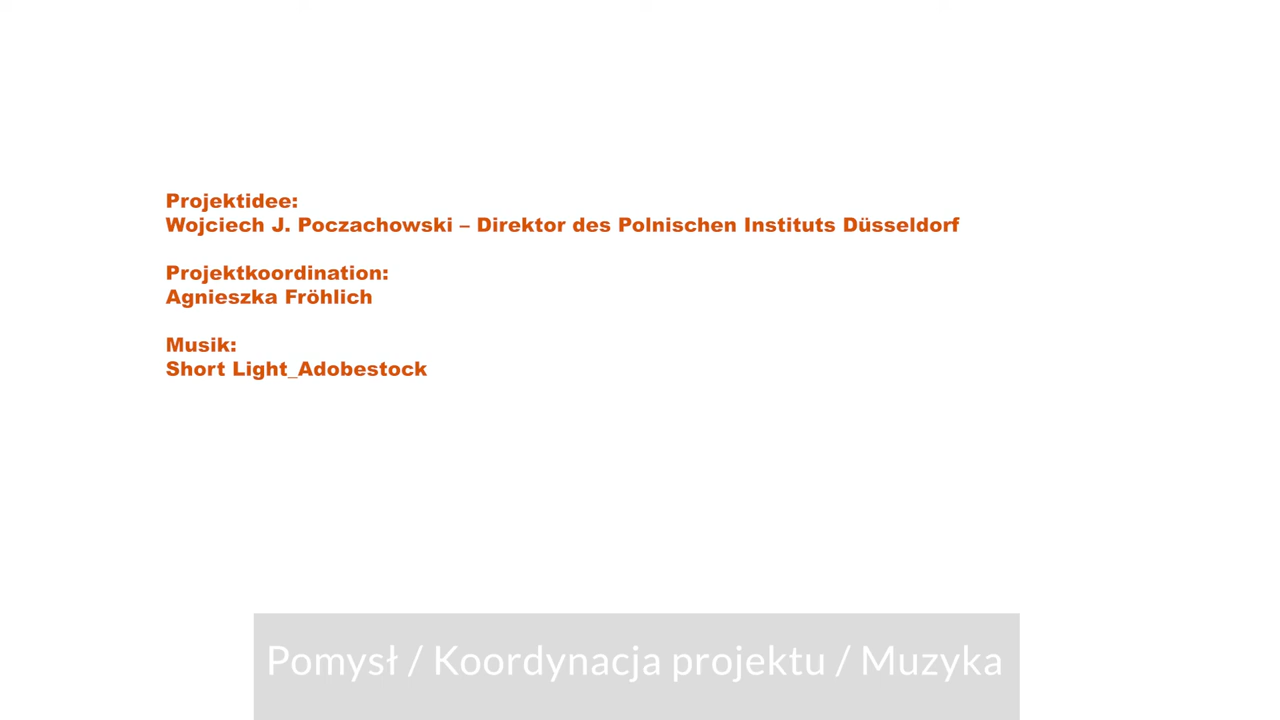 Projektidee:
Wojciech J. Poczachowski – Direktor des Polnischen Instituts Düsseldorf
Projektkoordination:
Agnieszka Fröhlich
Musik:
Short Light_Adobestock
Pomysł / Koordynacja projektu / Muzyka